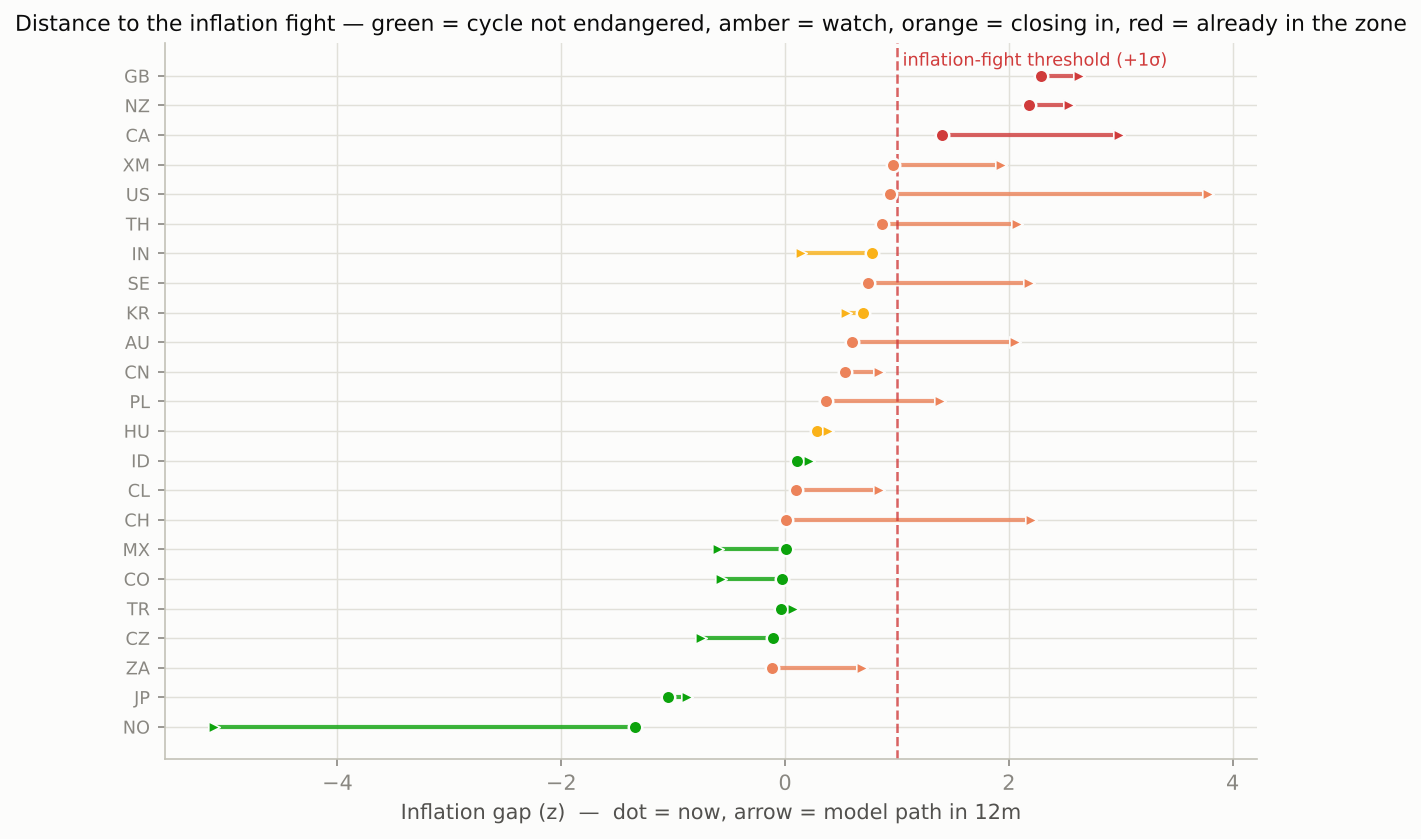 Distance to the inflation fight — green = cycle not endangered, amber = watch, orange = closing in, red = already in the zone
inflation-fight threshold (+1σ)
GB
NZ
CA
XM
US
TH
IN
SE
KR
AU
CN
PL
HU
ID
CL
CH
MX
CO
TR
CZ
ZA
JP
NO
−4 −2 0 2 4
Inflation gap (z) — dot = now, arrow = model path in 12m